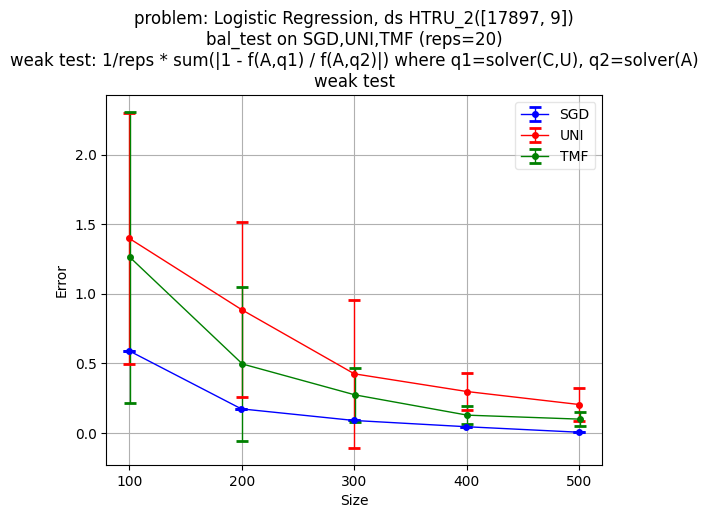 problem: Logistic Regression, ds HTRU_2([17897, 9])
bal_test on SGD,UNI,TMF (reps=20)
weak test: 1/reps * sum(|1 - f(A,q1) / f(A,q2)|) where q1=solver(C,U), q2=solver(A)
weak test
SGD
UNI
TMF
2.0
1.5
1.0
0.5
0.0
Error
100
200
300
400
500
Size